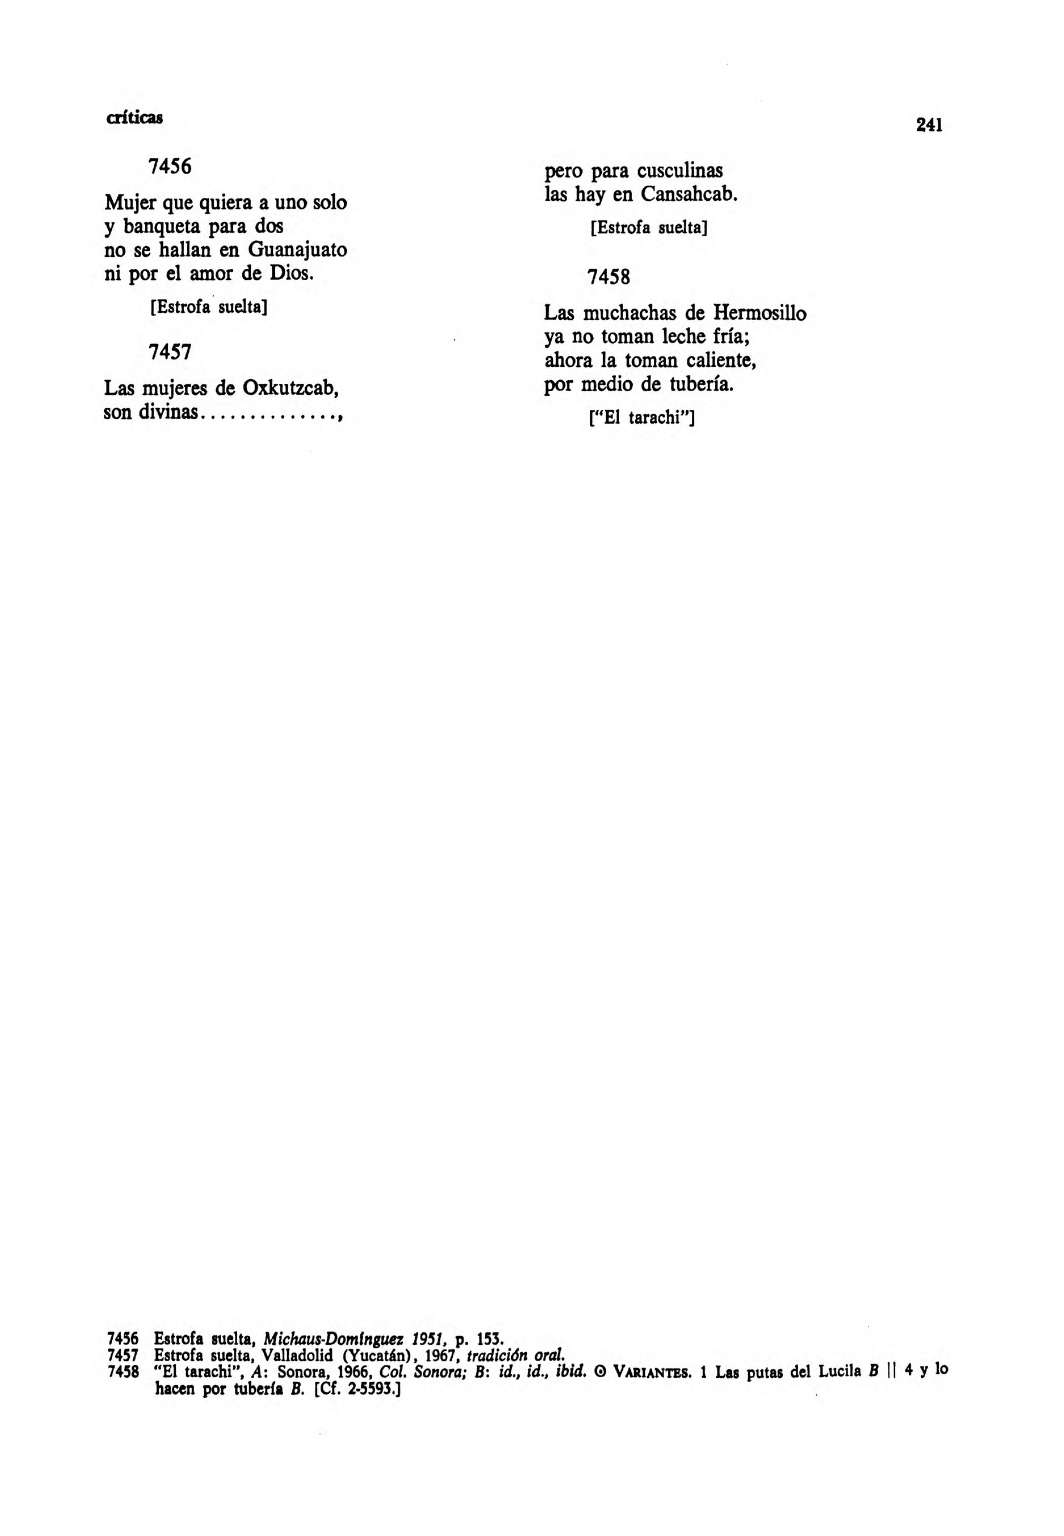 críticas
241
7456
Mujer que quiera a uno solo
y banqueta para dos
no se hallan en Guanajuato
ni por el amor de Dios.
[Estrofa suelta]
7457
Las mujeres de Oxkutzcab,
son divinas..............,
pero para cusculinas
las hay en Cansahcab.
[Estrofa suelta]
7458
Las muchachas de Hermosillo
ya no toman leche fría;
ahora la toman caliente,
por medio de tubería.
["El tarachi"]
7456 Estrofa suelta, Michaus-Domínguez 1951, p. 153.
7457 Estrofa suelta, Valladolid (Yucatán), 1967, tradición oral.
7458 "El tarachi", A: Sonora, 1966, Col. Sonora; B: id., id., ibid. ⊙ VARIANTES. 1 Las putas del Lucila B || 4 y lo
hacen por tubería B. [Cf. 2-5593.]